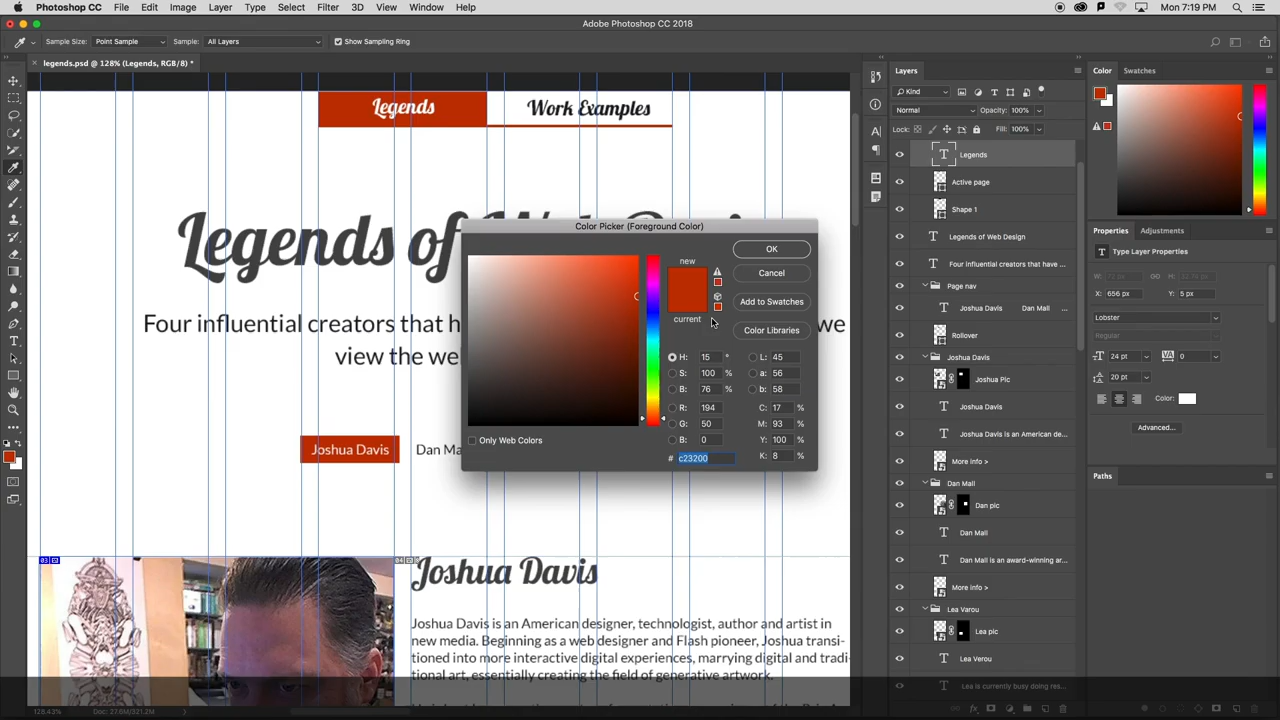 Photoshop CC File Edit Image Layer Type Select Filter 3D View Window Help Mon 7:19 PM
Adobe Photoshop CC 2018
Sample Size: Point Sample Sample: All Layers Show Sampling Ring
legends.psd @ 128% (Legends, RGB/8) *
Legends Work Examples
Legends of Web Design
Four influential creators that h we
view the we
Joshua Davis Dan Ma
Joshua Davis
Joshua Davis is an American designer, technologist, author and artist in
new media. Beginning as a web designer and Flash pioneer, Joshua transi-
tioned into more interactive digital experiences, marrying digital and tradi-
tional art, essentially creating the field of generative artwork.
128.43% Doc: 27.6M/321.2M
Color Picker (Foreground Color)
new
current
OK
Cancel
Add to Swatches
Color Libraries
H: 15 ° L: 45
S: 100 % a: 56
B: 76 % b: 58
R: 194 C: 17 %
G: 50 M: 93 %
B: 0 Y: 100 %
# c23200 K: 8 %
Only Web Colors
Layers
Kind
Normal Opacity: 100%
Lock: Fill: 100%
Legends
Active page
Shape 1
Legends of Web Design
Four influential creators that have ...
Page nav
Joshua Davis Dan Mall ...
Rollover
Joshua Davis
Joshua Pic
Joshua Davis
Joshua Davis is an American de...
More info >
Dan Mall
Dan pic
Dan Mall
Dan Mall is an award-winning ar...
More info >
Lea Varou
Lea pic
Lea Verou
Lea is currently busy doing res...
Color Swatches
Properties Adjustments
Type Layer Properties
X: 656 px Y: 5 px
Lobster
Regular
24 pt 0
20 pt
Color:
Advanced...
Paths